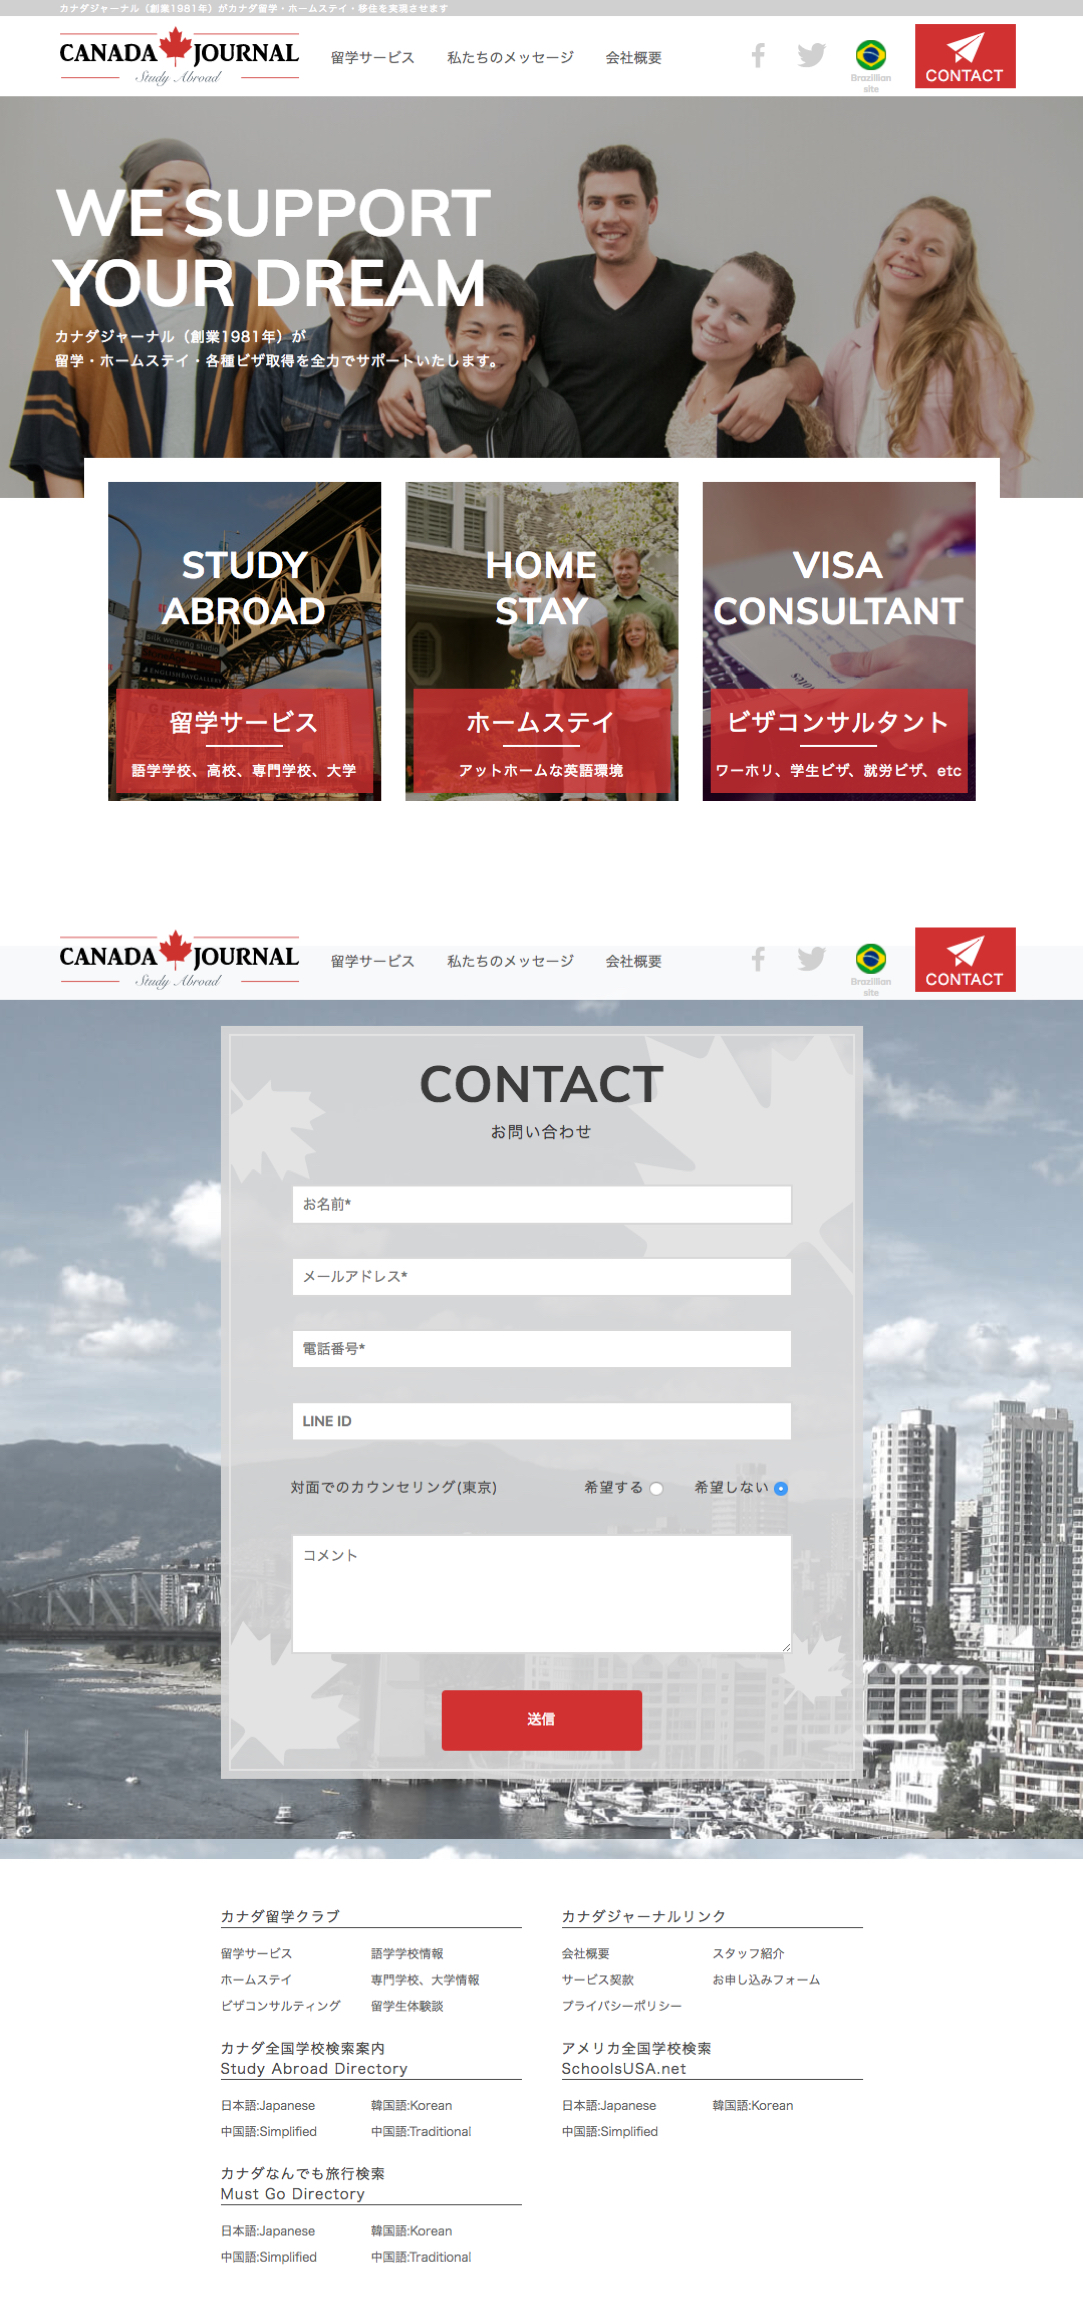 カナダジャーナル（創業1981年）がカナダ留学・ホームステイ・移住を実現させます
CANADA JOURNAL
Study Abroad
留学サービス
私たちのメッセージ
会社概要
Brazillian
site
CONTACT
WE SUPPORT
YOUR DREAM
カナダジャーナル（創業1981年）が
留学・ホームステイ・各種ビザ取得を全力でサポートいたします。
STUDY
ABROAD
silk weaving studio
ENGLISH BAY GALLERY
留学サービス
語学学校、高校、専門学校、大学
HOME
STAY
ホームステイ
アットホームな英語環境
VISA
CONSULTANT
Notes
ビザコンサルタント
ワーホリ、学生ビザ、就労ビザ、etc
CANADA JOURNAL
Study Abroad
留学サービス
私たちのメッセージ
会社概要
Brazillian
site
CONTACT
CONTACT
お問い合わせ
お名前*
メールアドレス*
電話番号*
LINE ID
対面でのカウンセリング(東京)
希望する
希望しない
コメント
送信
カナダ留学クラブ
留学サービス
語学学校情報
ホームステイ
専門学校、大学情報
ビザコンサルティング
留学生体験談
カナダジャーナルリンク
会社概要
スタッフ紹介
サービス契款
お申し込みフォーム
プライバシーポリシー
カナダ全国学校検索案内
Study Abroad Directory
日本語:Japanese
韓国語:Korean
中国語:Simplified
中国語:Traditional
アメリカ全国学校検索
SchoolsUSA.net
日本語:Japanese
韓国語:Korean
中国語:Simplified
カナダなんでも旅行検索
Must Go Directory
日本語:Japanese
韓国語:Korean
中国語:Simplified
中国語:Traditional